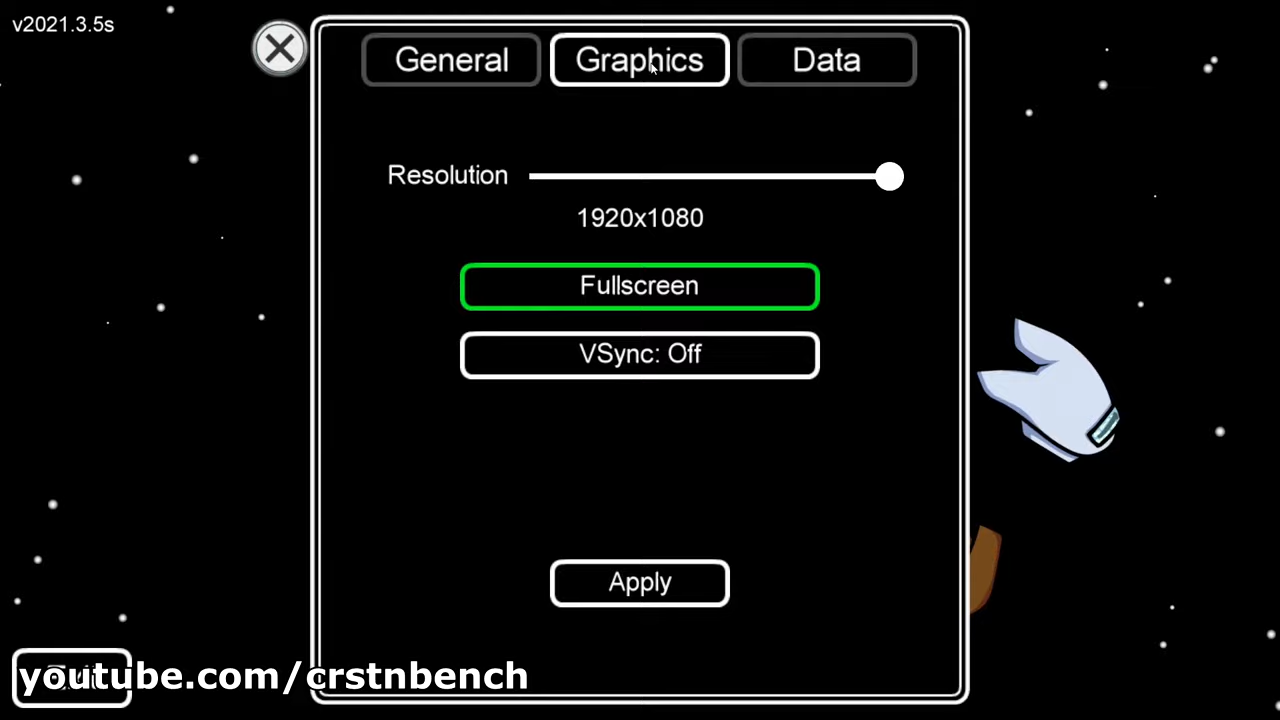 v2021.3.5s
General
Graphics
Data
Resolution
1920x1080
Fullscreen
VSync: Off
Apply
youtube.com/crstnbench